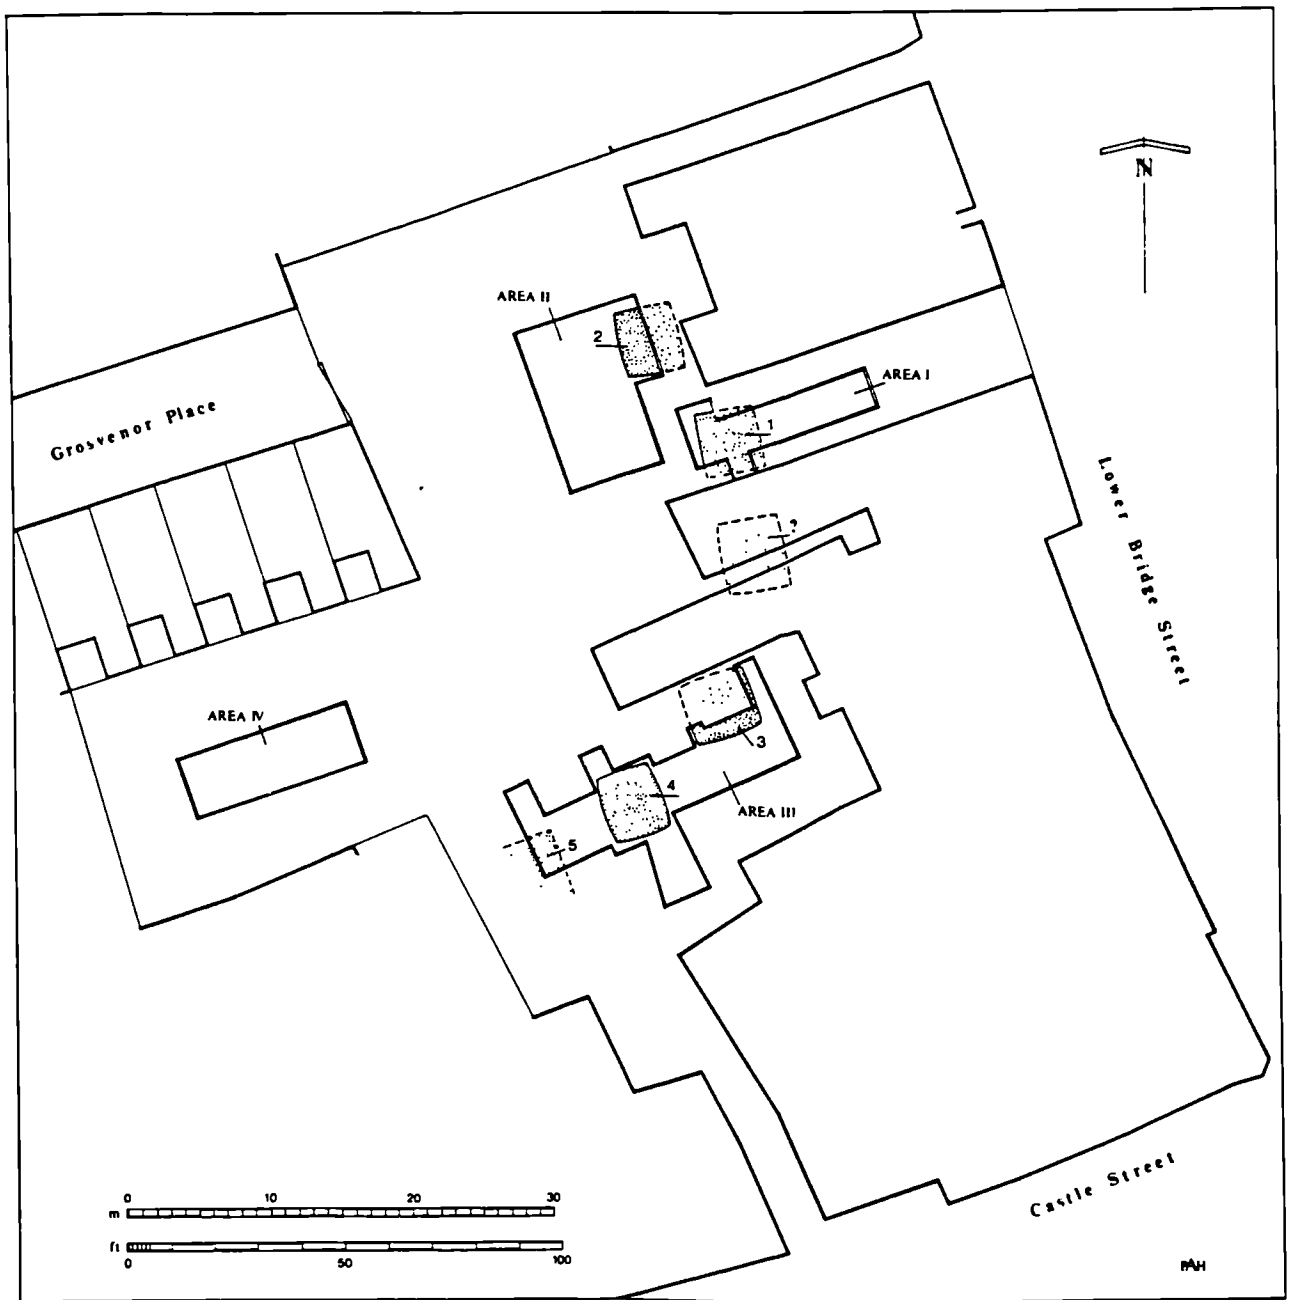 N
AREA II
2
AREA I
1
Grosvenor Place
Lower Bridge Street
?
AREA IV
3
4
AREA III
5
Castle Street
0 10 20 30
m
ft
0 50 100
PAH